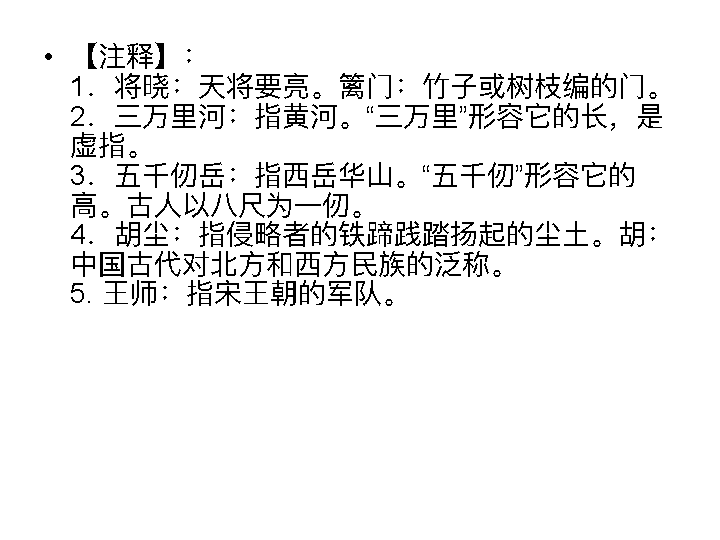 • 【注释】：
1．将晓：天将要亮。篱门：竹子或树枝编的门。
2．三万里河：指黄河。“三万里”形容它的长，是
虚指。
3．五千仞岳：指西岳华山。“五千仞”形容它的
高。古人以八尺为一仞。
4．胡尘：指侵略者的铁蹄践踏扬起的尘土。胡：
中国古代对北方和西方民族的泛称。
5. 王师：指宋王朝的军队。